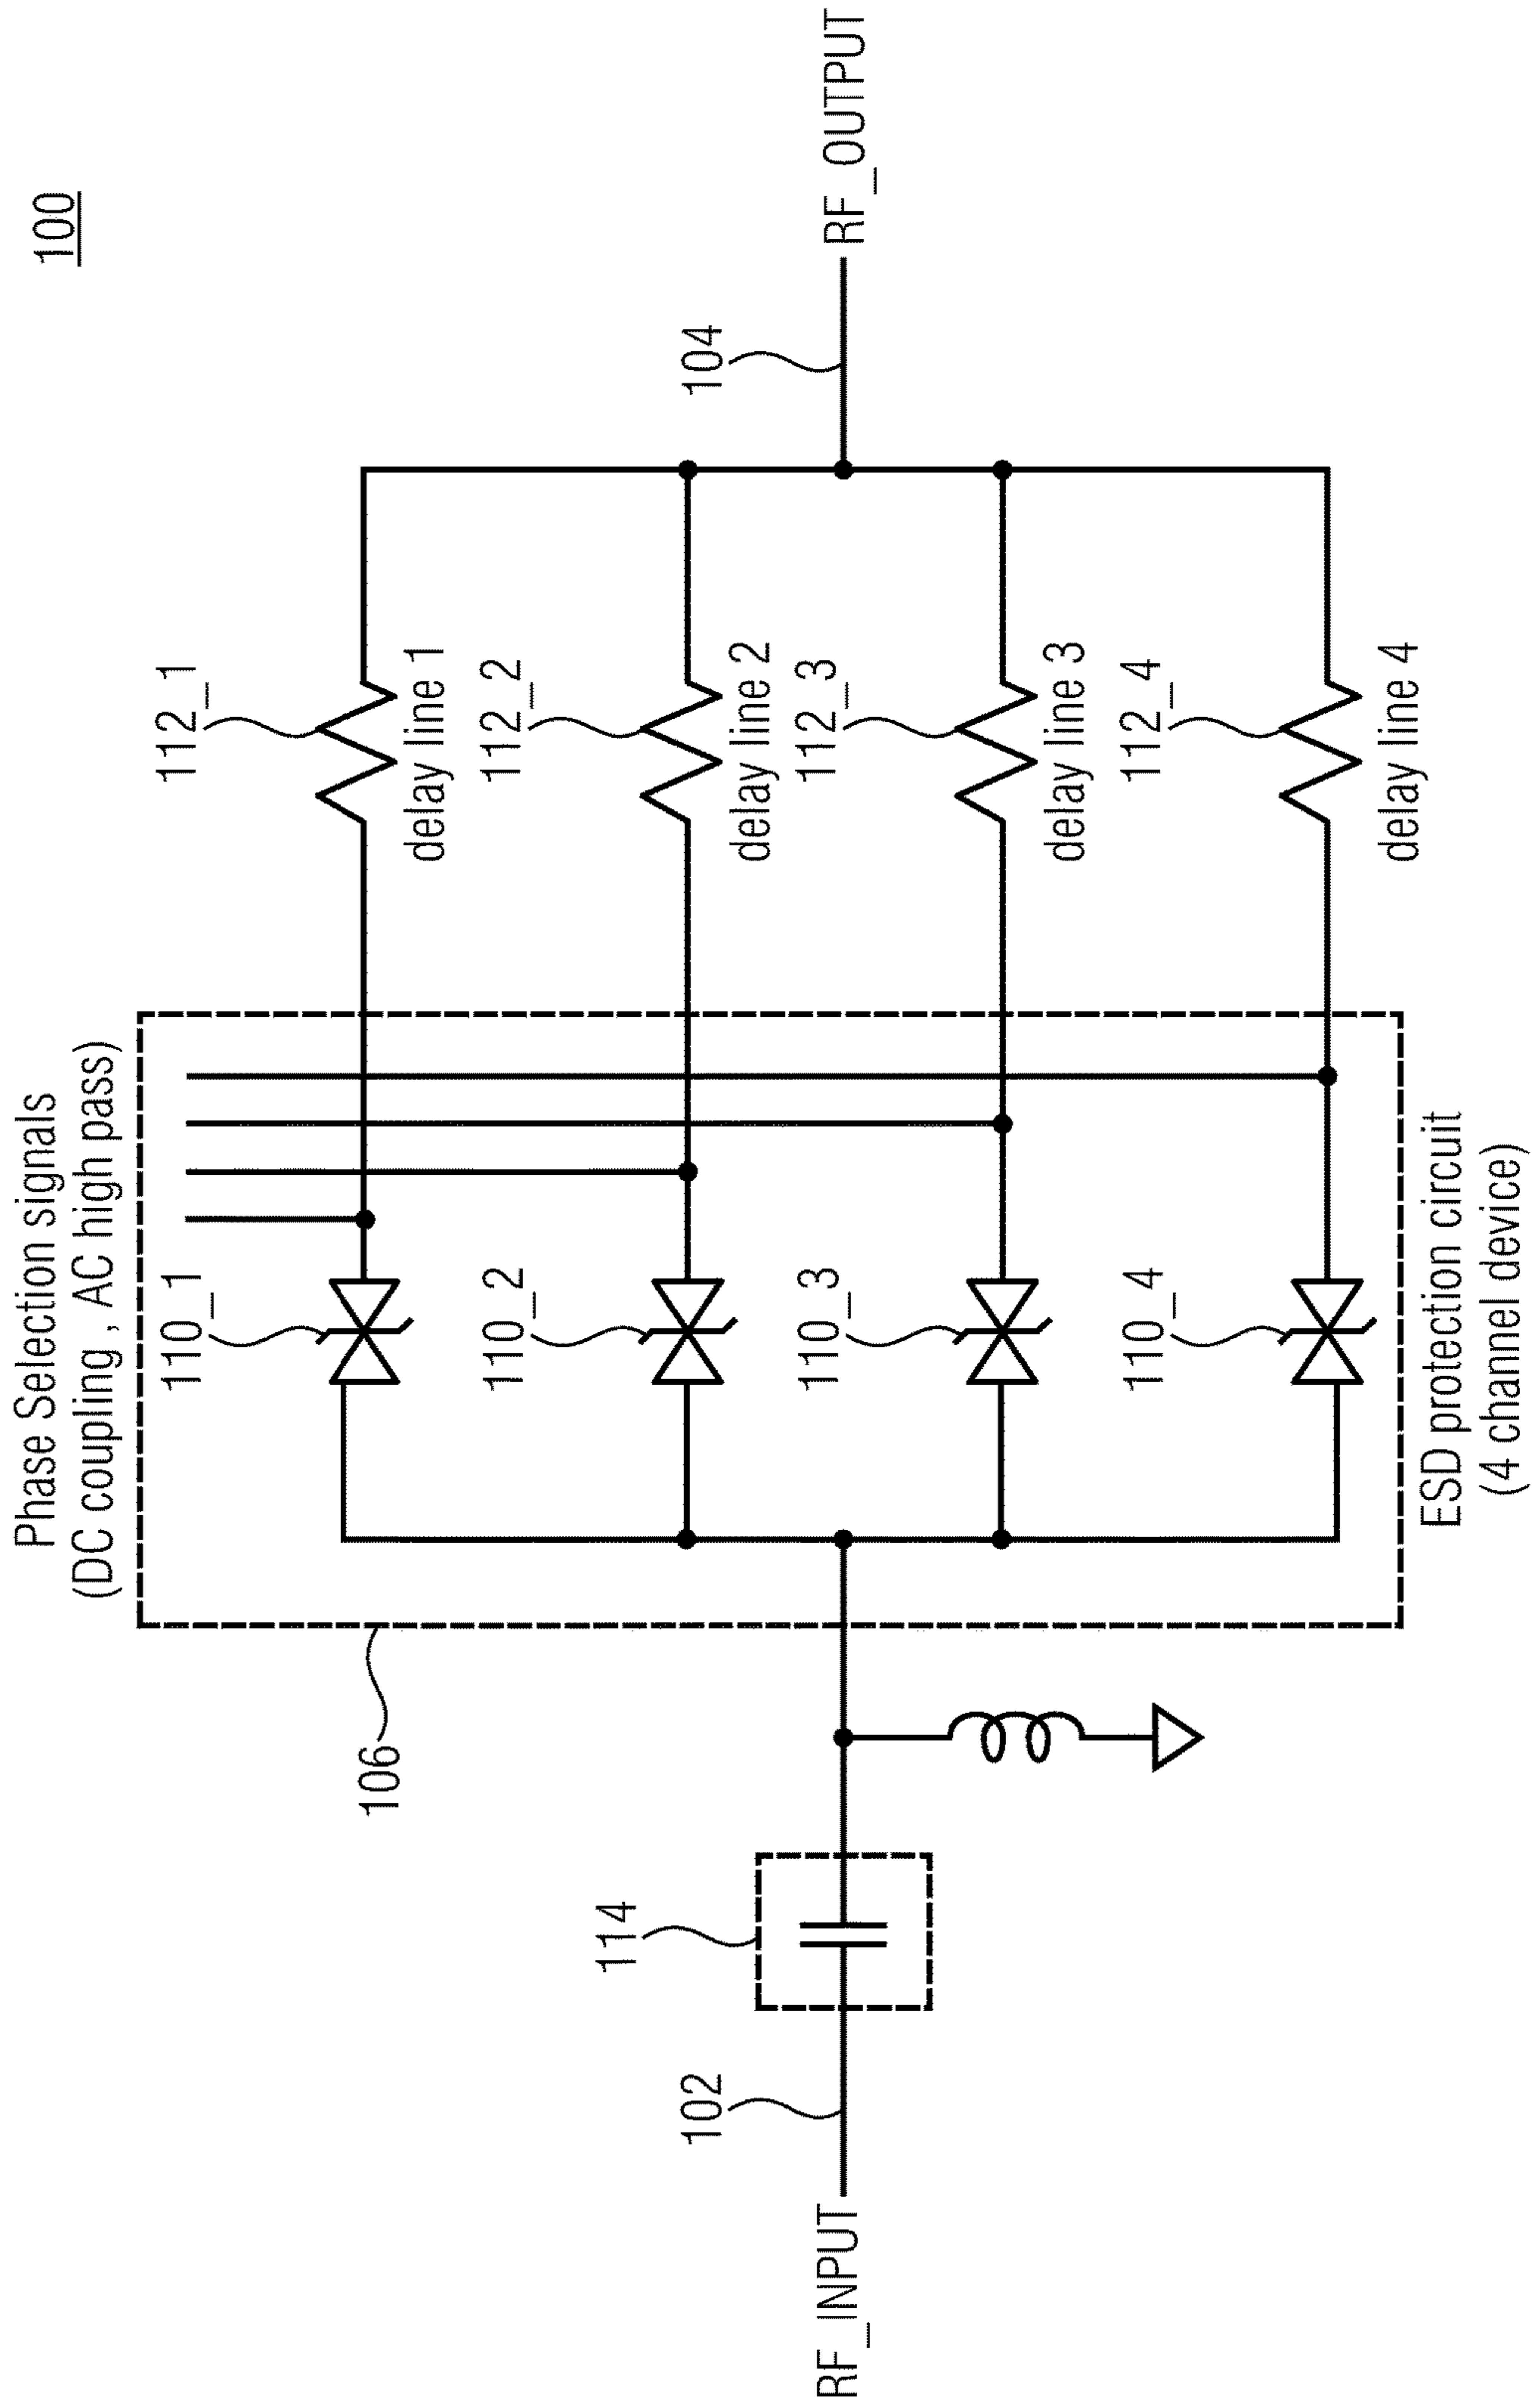 100
Phase Selection signals
(DC coupling , AC high pass)
106
110_1
112_1
delay line 1
110_2
112_2
delay line 2
114
102
104
RF_INPUT
RF_OUTPUT
110_3
112_3
delay line 3
110_4
112_4
delay line 4
ESD protection circuit
(4 channel device)